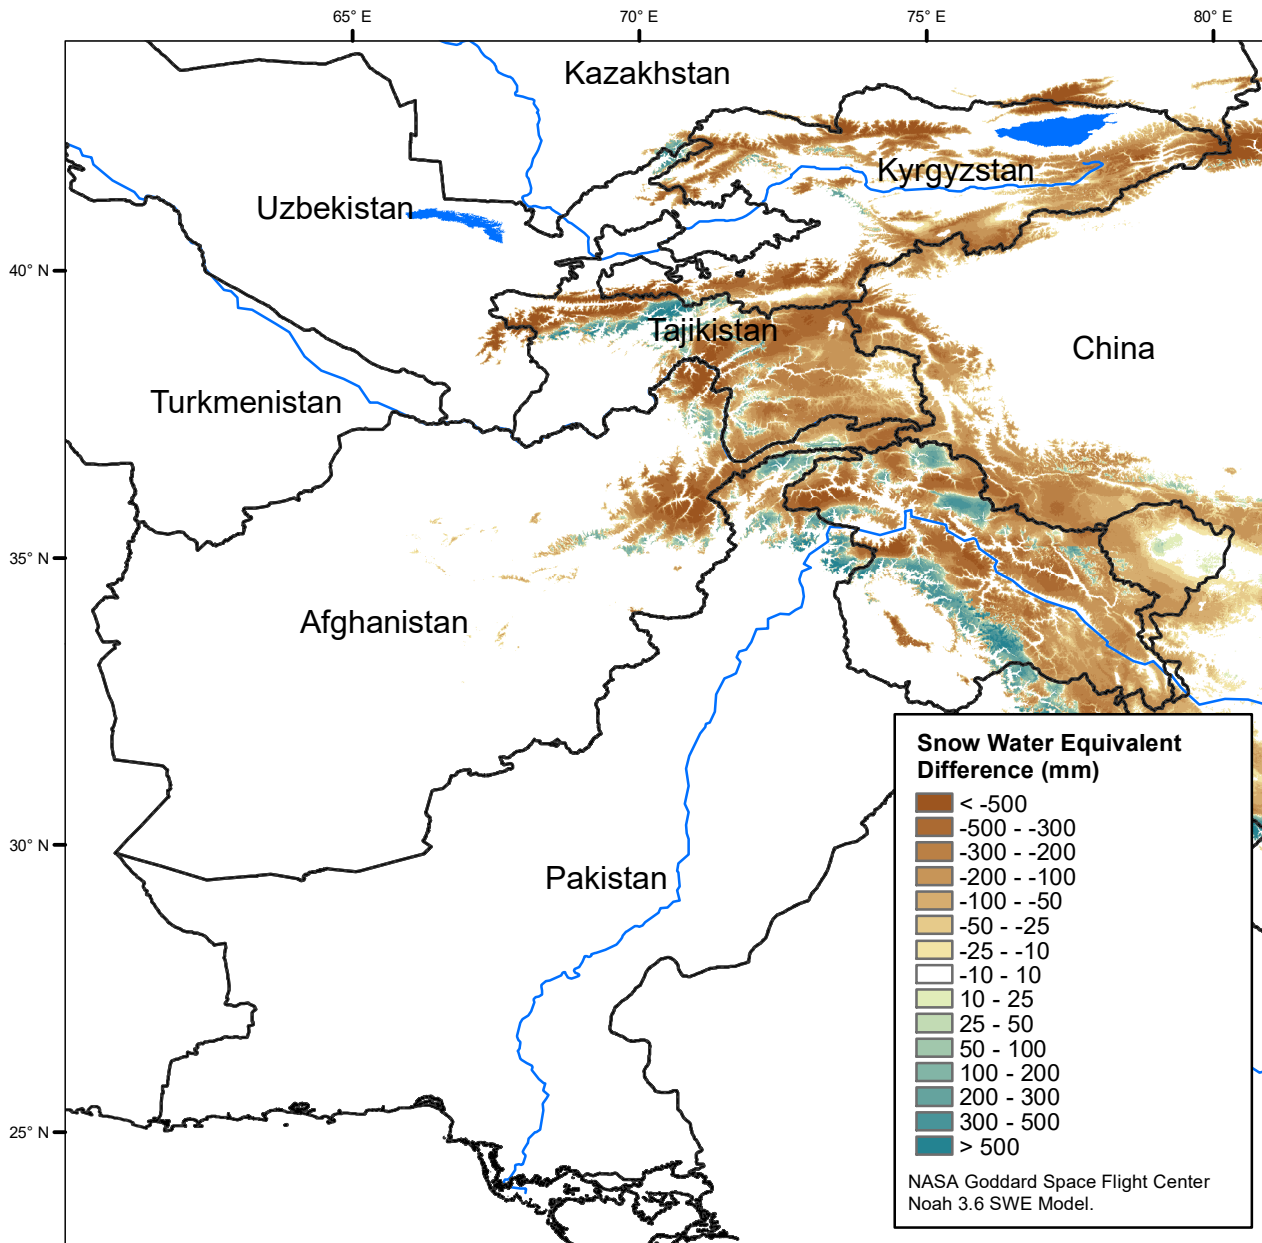 65° E
70° E
75° E
80° E
Kazakhstan
Kyrgyzstan
Uzbekistan
40° N
Tajikistan
China
Turkmenistan
35° N
Afghanistan
30° N
Pakistan
25° N
Snow Water Equivalent
Difference (mm)
< -500
-500 - -300
-300 - -200
-200 - -100
-100 - -50
-50 - -25
-25 - -10
-10 - 10
10 - 25
25 - 50
50 - 100
100 - 200
200 - 300
300 - 500
> 500
NASA Goddard Space Flight Center
Noah 3.6 SWE Model.